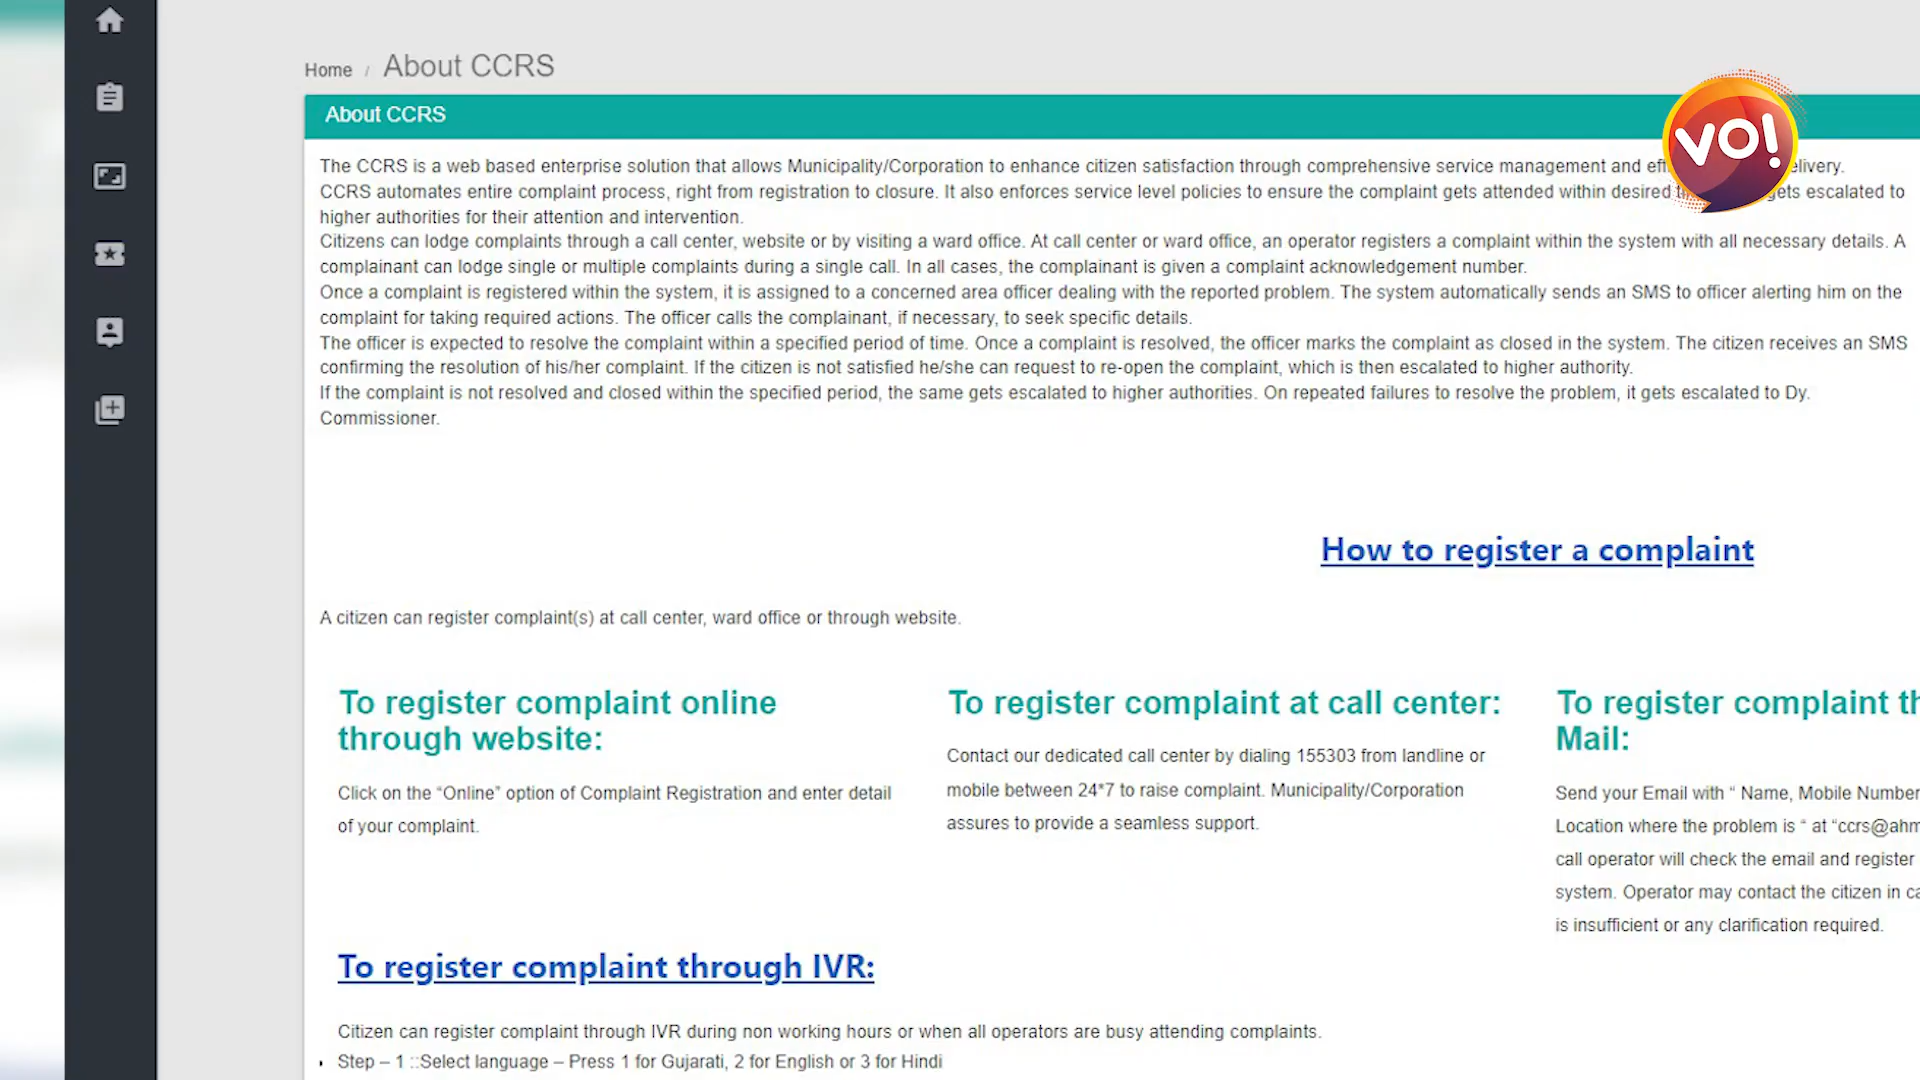 Home / About CCRS
About CCRS
VO!
The CCRS is a web based enterprise solution that allows Municipality/Corporation to enhance citizen satisfaction through comprehensive service management and
CCRS automates entire complaint process, right from registration to closure. It also enforces service level policies to ensure the complaint gets attended within desired gets escalated to
higher authorities for their attention and intervention.
Citizens can lodge complaints through a call center, website or by visiting a ward office. At call center or ward office, an operator registers a complaint within the system with all necessary details. A
complainant can lodge single or multiple complaints during a single call. In all cases, the complainant is given a complaint acknowledgement number.
Once a complaint is registered within the system, it is assigned to a concerned area officer dealing with the reported problem. The system automatically sends an SMS to officer alerting him on the
complaint for taking required actions. The officer calls the complainant, if necessary, to seek specific details.
The officer is expected to resolve the complaint within a specified period of time. Once a complaint is resolved, the officer marks the complaint as closed in the system. The citizen receives an SMS
confirming the resolution of his/her complaint. If the citizen is not satisfied he/she can request to re-open the complaint, which is then escalated to higher authority.
If the complaint is not resolved and closed within the specified period, the same gets escalated to higher authorities. On repeated failures to resolve the problem, it gets escalated to Dy.
Commissioner.
How to register a complaint
A citizen can register complaint(s) at call center, ward office or through website.
To register complaint online
through website:
Click on the “Online” option of Complaint Registration and enter detail
of your complaint.
To register complaint at call center:
Contact our dedicated call center by dialing 155303 from landline or
mobile between 24*7 to raise complaint. Municipality/Corporation
assures to provide a seamless support.
To register complaint th
Mail:
Send your Email with “ Name, Mobile Number
Location where the problem is “ at “ccrs@ahm
call operator will check the email and register
system. Operator may contact the citizen in ca
is insufficient or any clarification required.
To register complaint through IVR:
Citizen can register complaint through IVR during non working hours or when all operators are busy attending complaints.
• Step – 1 ::Select language – Press 1 for Gujarati, 2 for English or 3 for Hindi